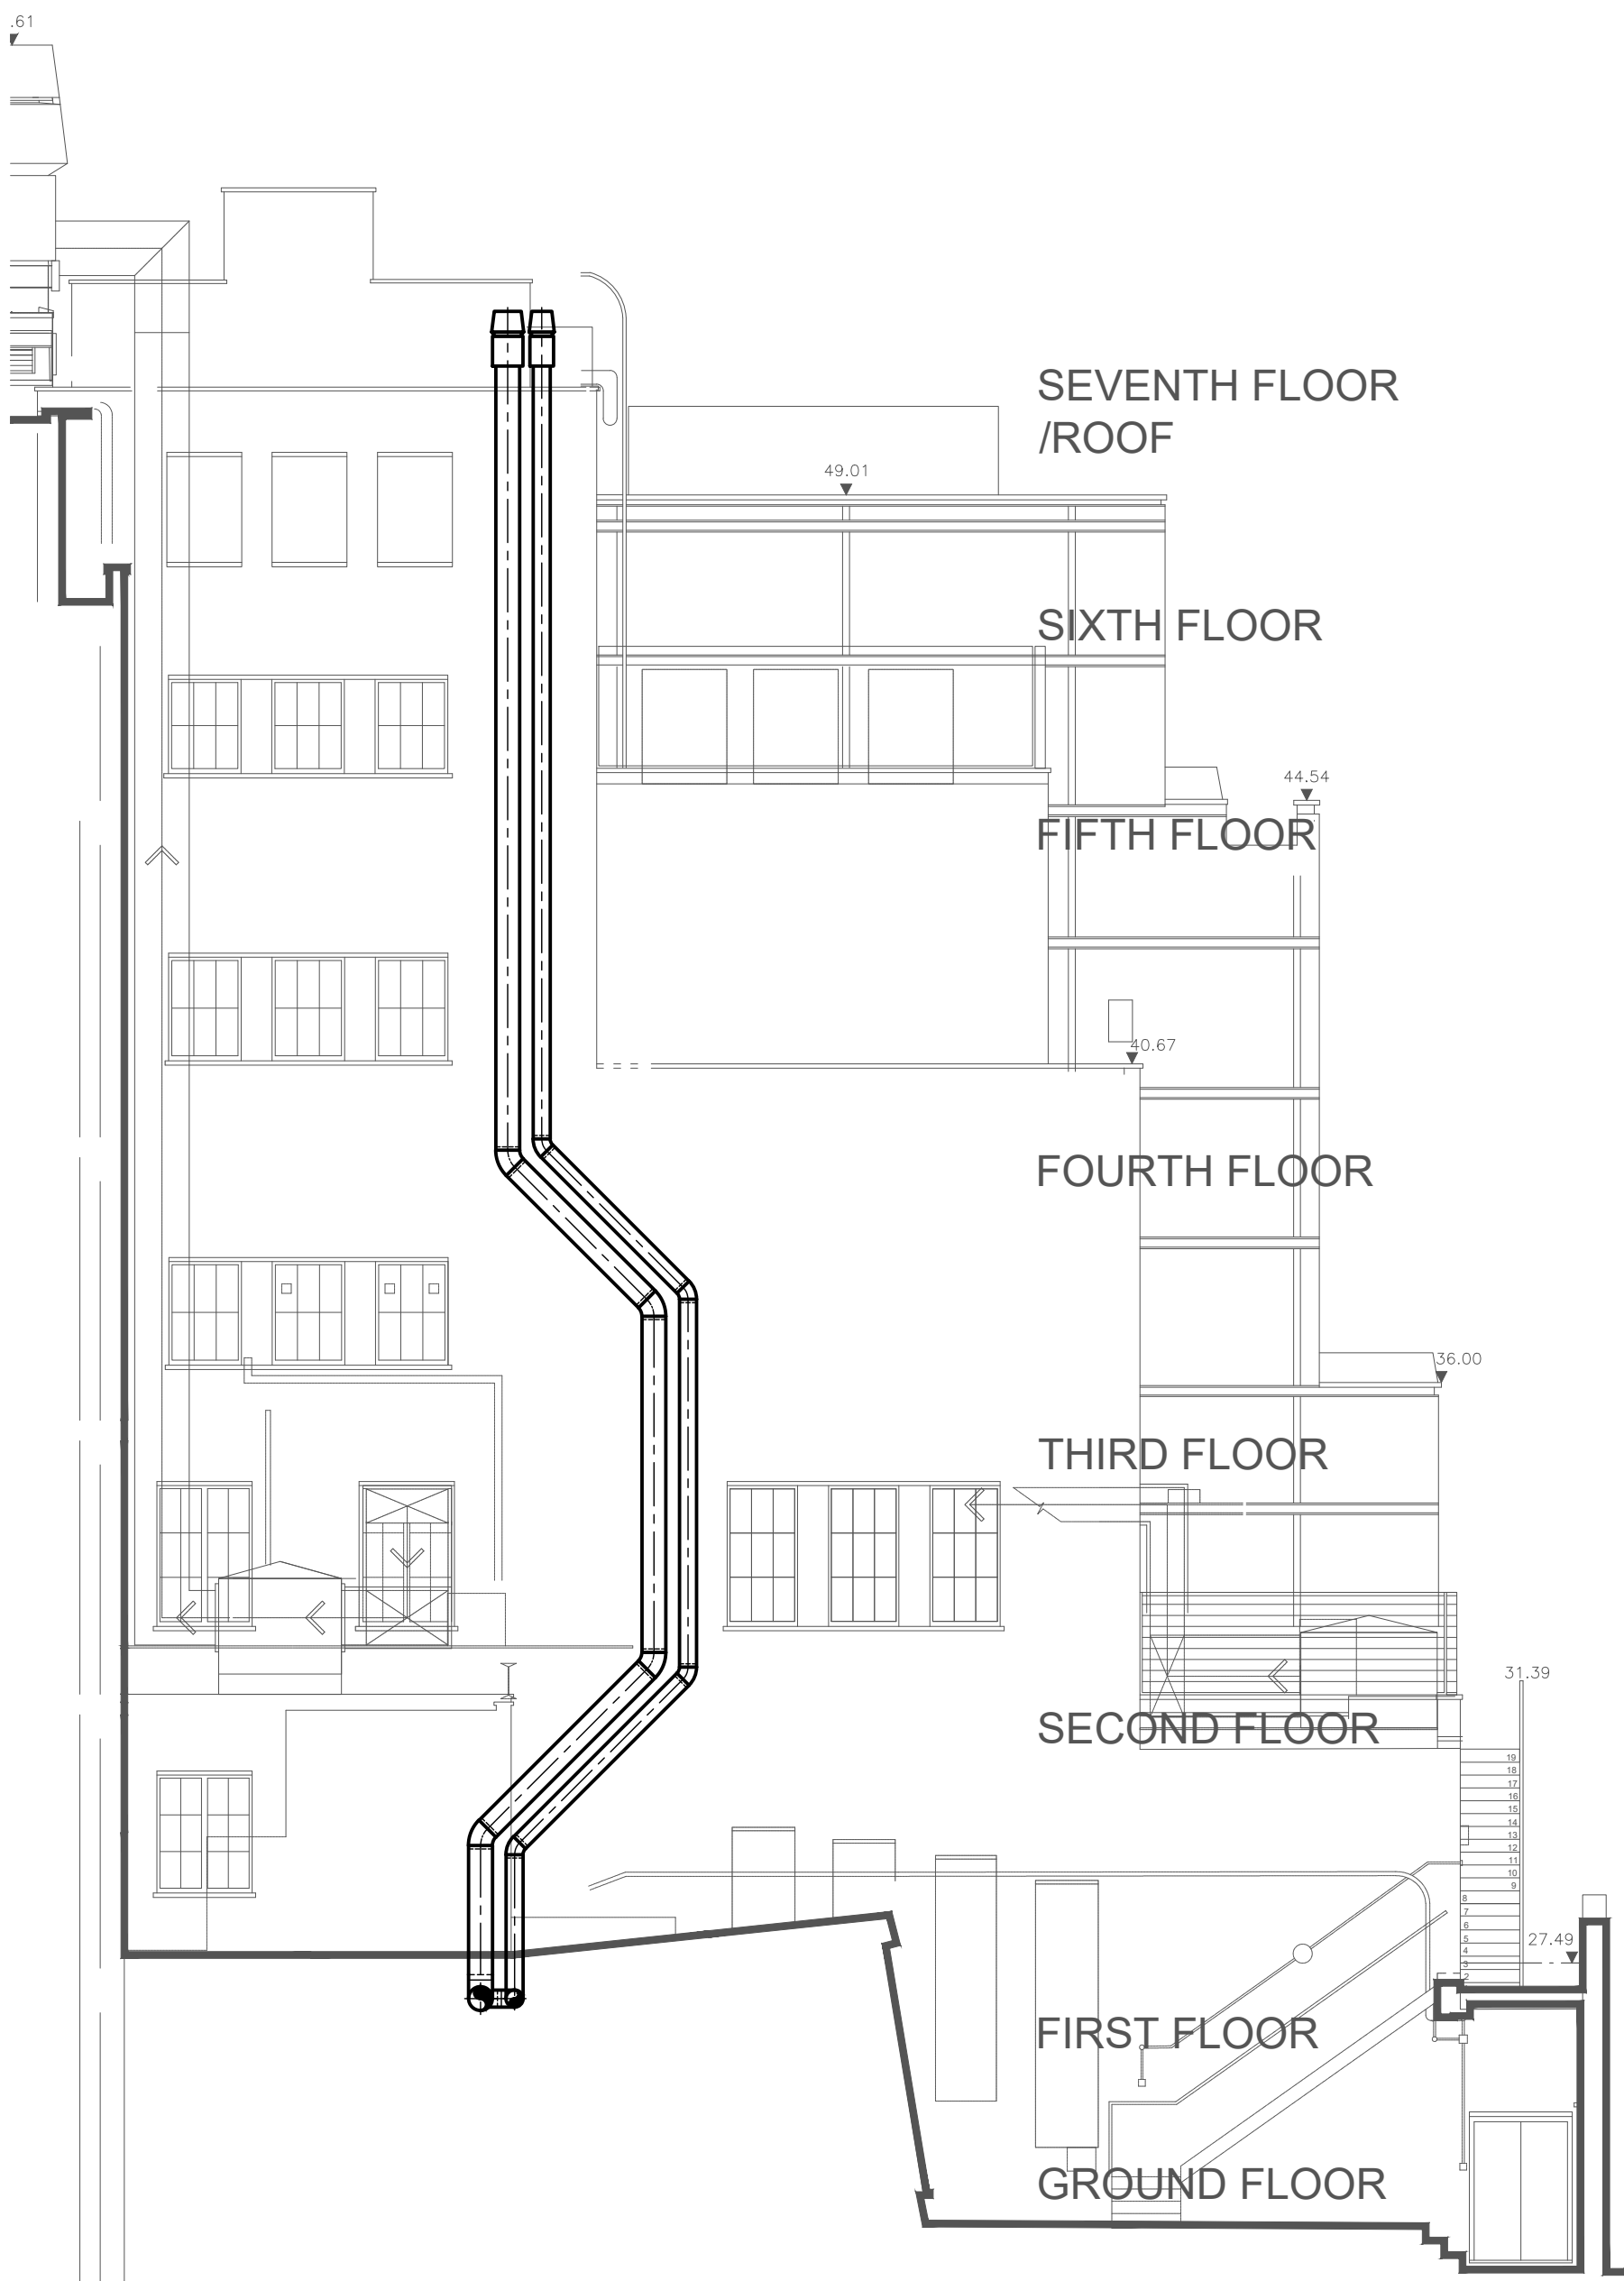 .61
SEVENTH FLOOR
/ROOF
49.01
SIXTH FLOOR
44.54
FIFTH FLOOR
40.67
FOURTH FLOOR
36.00
THIRD FLOOR
31.39
SECOND FLOOR
19
18
17
16
15
14
13
12
11
10
9
8
7
6
5
27.49
4
3
2
FIRST FLOOR
GROUND FLOOR